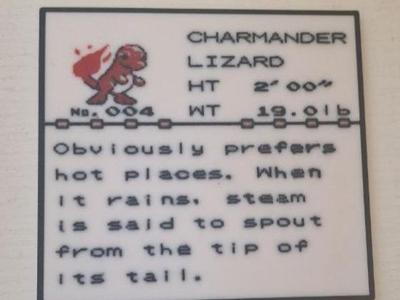 CHARMANDER
LIZARD
HT 2′00″
No.004 WT 19.0lb
Obviously prefers
hot places. When
it rains, steam
is said to spout
from the tip of
its tail.